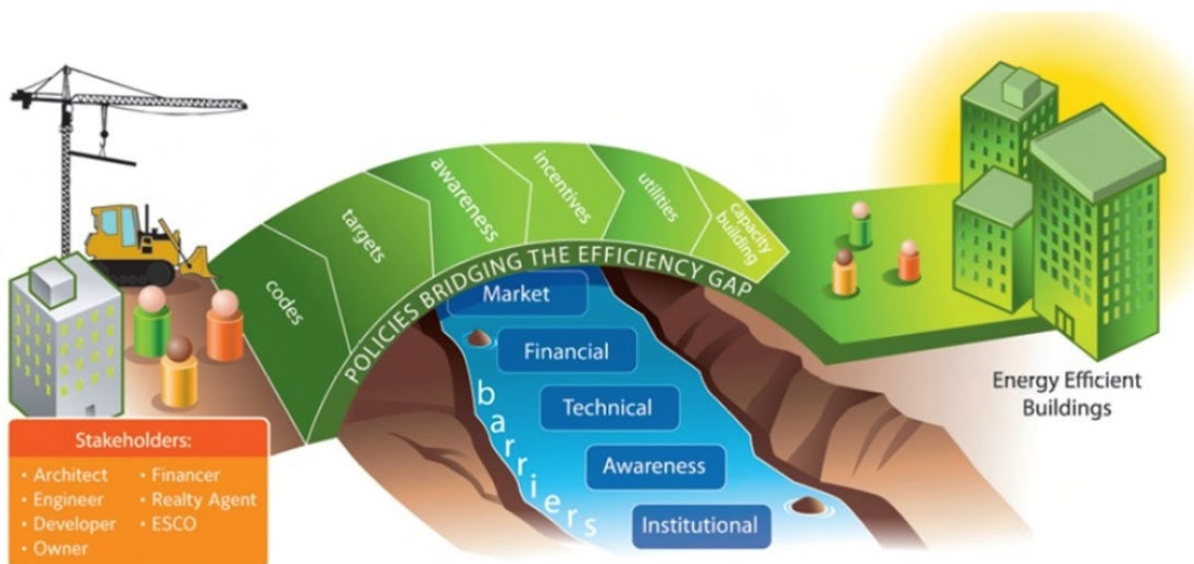 codes
targets
awareness
incentives
utilities
capacity
building
POLICIES BRIDGING THE EFFICIENCY GAP
Market
Financial
Technical
Awareness
Institutional
barriers
Energy Efficient
Buildings
Stakeholders:
• Architect
• Engineer
• Developer
• Owner
• Financer
• Realty Agent
• ESCO